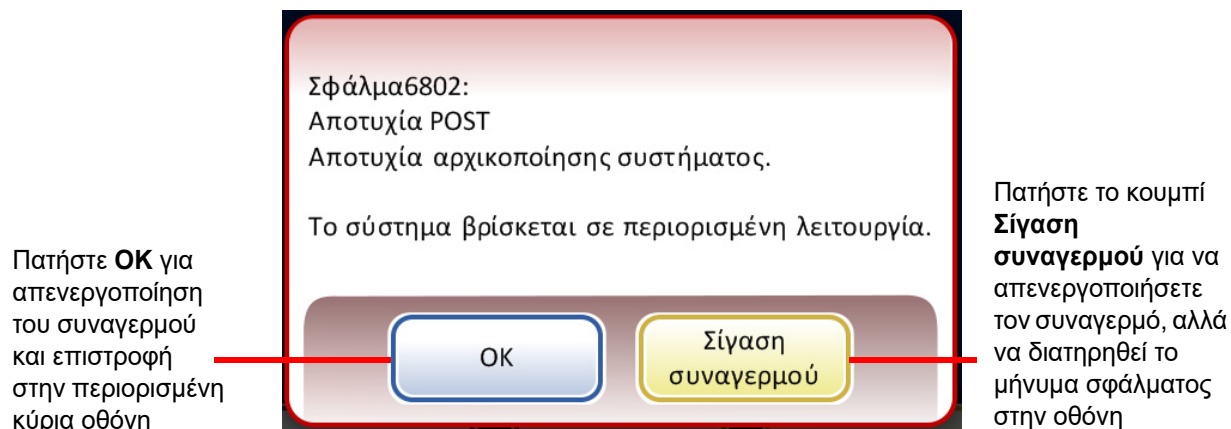 Σφάλμα6802:
Αποτυχία POST
Αποτυχία αρχικοποίησης συστήματος.
Το σύστημα βρίσκεται σε περιορισμένη λειτουργία.
Πατήστε OK για
απενεργοποίηση
του συναγερμού
και επιστροφή
στην περιορισμένη
κύρια οθόνη
OK
Σίγαση
συναγερμού
Πατήστε το κουμπί
Σίγαση
συναγερμού για να
απενεργοποιήσετε
τον συναγερμό, αλλά
να διατηρηθεί το
μήνυμα σφάλματος
στην οθόνη